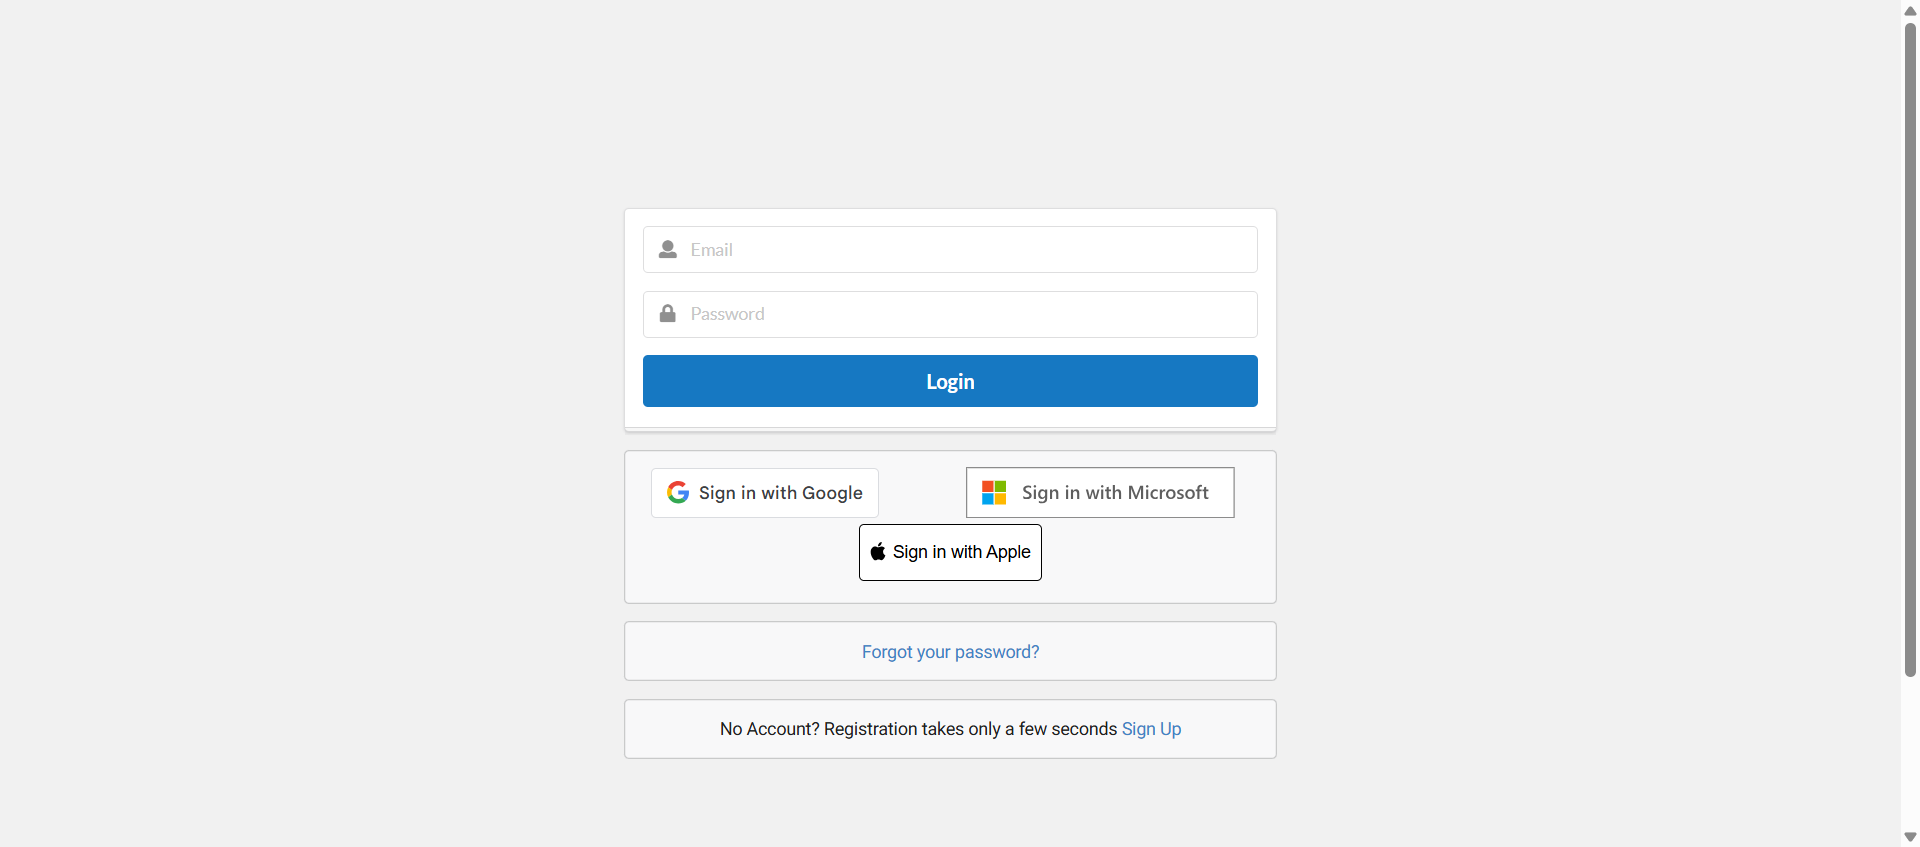 Email
Password
Login
Sign in with Google
Sign in with Microsoft
Sign in with Apple
Forgot your password?
No Account? Registration takes only a few seconds Sign Up